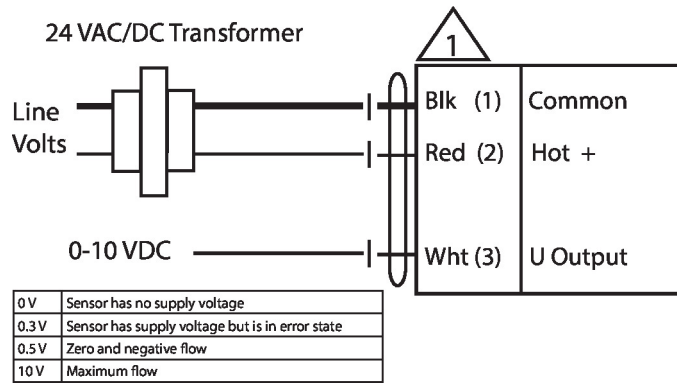 24 VAC/DC Transformer
1
Line
Volts
Blk (1) Common
Red (2) Hot +
0-10 VDC
Wht (3) U Output
0 V Sensor has no supply voltage
0.3 V Sensor has supply voltage but is in error state
0.5 V Zero and negative flow
10 V Maximum flow